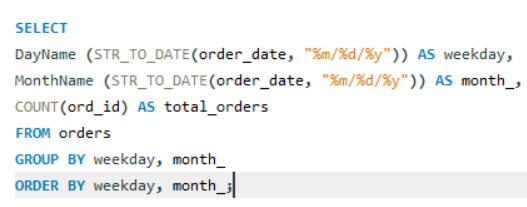 SELECT
DayName (STR_TO_DATE(order_date, "%m/%d/%y")) AS weekday,
MonthName (STR_TO_DATE(order_date, "%m/%d/%y")) AS month_,
COUNT(ord_id) AS total_orders
FROM orders
GROUP BY weekday, month_
ORDER BY weekday, month_;